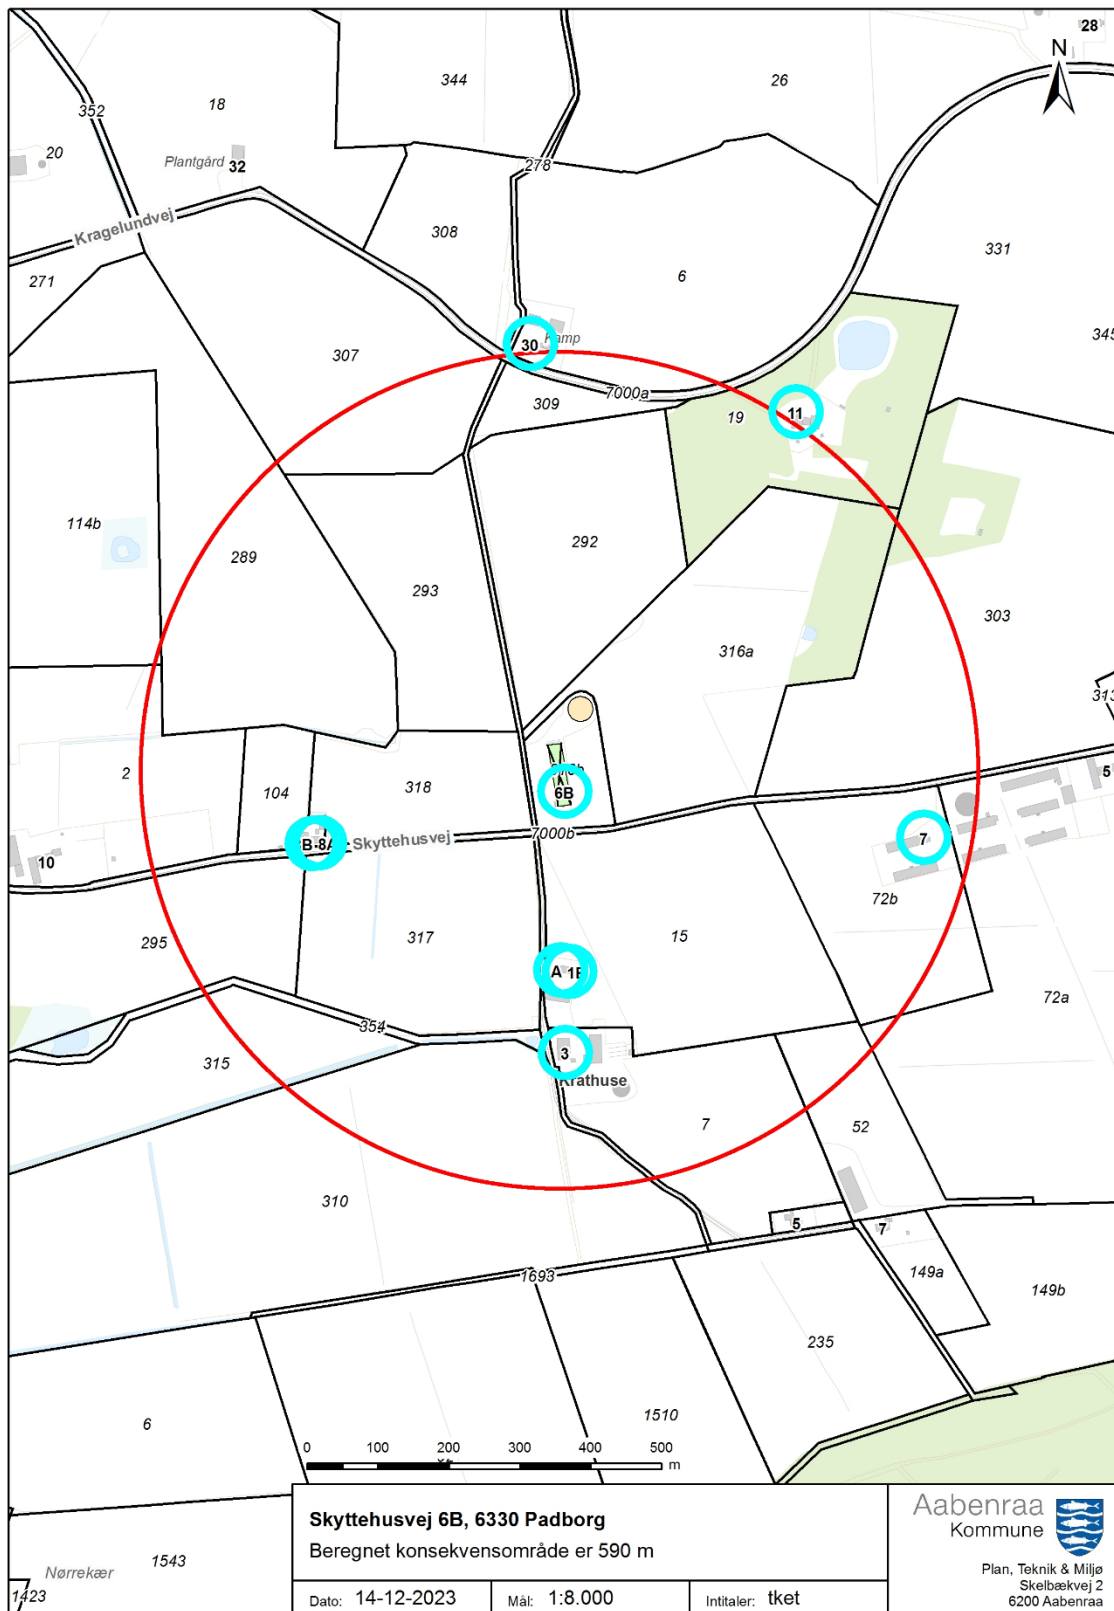 28
N
344
26
352
18
20
Plantgård
32
278
Kragelundvej
308
331
271
6
345
307
30
Kamp
7000a
309
19
11
114b
292
289
293
303
316a
313
2
104
318
6B
5
10
B-8A
Skyttehusvej
7000b
7
72b
295
317
15
A
72a
354
3
315
Krathuse
7
52
310
5
7
1693
149a
149b
235
6
1510
0 100 200 300 400 500
m
Skyttehusvej 6B, 6330 Padborg
Beregnet konsekvensområde er 590 m
Aabenraa
Kommune
Nørrekær
1543
1423
Dato: 14-12-2023
Mål: 1:8.000
Intitaler: tket
Plan, Teknik & Miljø
Skelbækvej 2
6200 Aabenraa